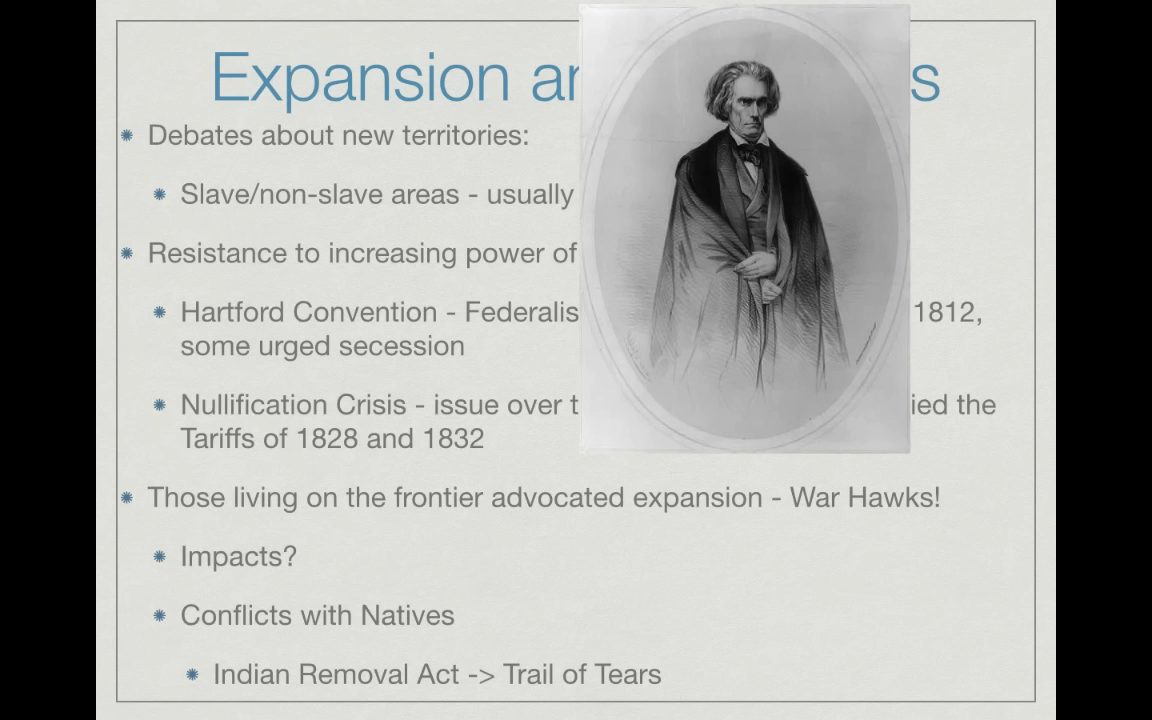 Expansion ar s
Debates about new territories:
Slave/non-slave areas - usually
Resistance to increasing power of
Hartford Convention - Federalis 1812,
some urged secession
Nullification Crisis - issue over t ied the
Tariffs of 1828 and 1832
Those living on the frontier advocated expansion - War Hawks!
Impacts?
Conflicts with Natives
Indian Removal Act -> Trail of Tears